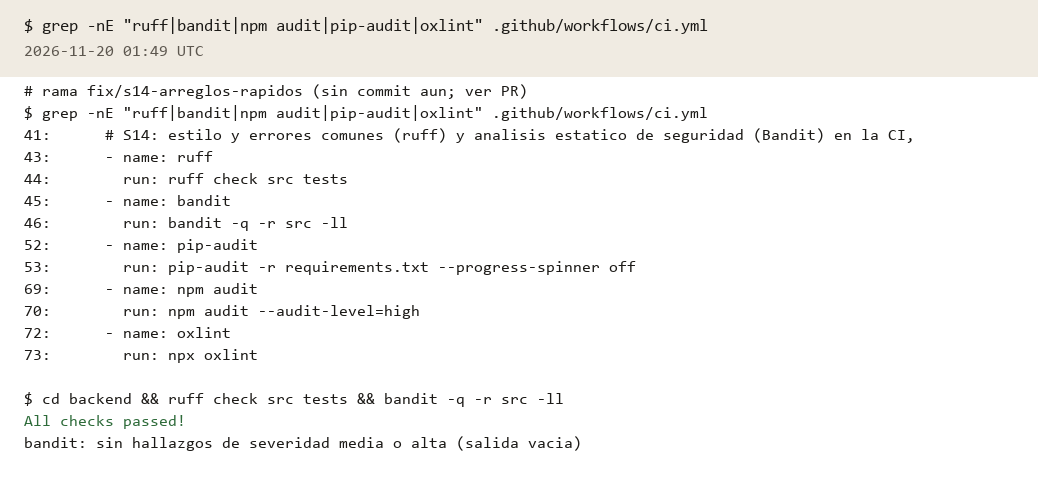 $ grep -nE "ruff|bandit|npm audit|pip-audit|oxlint" .github/workflows/ci.yml
2026-11-20 01:49 UTC
# rama fix/s14-arreglos-rapidos (sin commit aun; ver PR)
$ grep -nE "ruff|bandit|npm audit|pip-audit|oxlint" .github/workflows/ci.yml
41:      # S14: estilo y errores comunes (ruff) y analisis estatico de seguridad (Bandit) en la CI,
43:      - name: ruff
44:        run: ruff check src tests
45:      - name: bandit
46:        run: bandit -q -r src -ll
52:      - name: pip-audit
53:        run: pip-audit -r requirements.txt --progress-spinner off
69:      - name: npm audit
70:        run: npm audit --audit-level=high
72:      - name: oxlint
73:        run: npx oxlint
$ cd backend && ruff check src tests && bandit -q -r src -ll
All checks passed!
bandit: sin hallazgos de severidad media o alta (salida vacia)